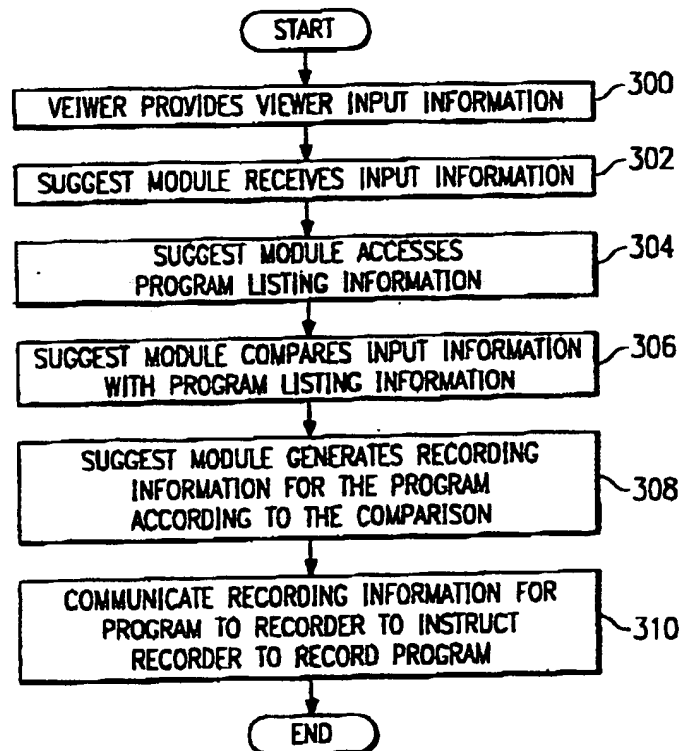 START
VEIWER PROVIDES VIEWER INPUT INFORMATION
300
SUGGEST MODULE RECEIVES INPUT INFORMATION
302
SUGGEST MODULE ACCESSES
PROGRAM LISTING INFORMATION
304
SUGGEST MODULE COMPARES INPUT INFORMATION
WITH PROGRAM LISTING INFORMATION
306
SUGGEST MODULE GENERATES RECORDING
INFORMATION FOR THE PROGRAM
ACCORDING TO THE COMPARISON
308
COMMUNICATE RECORDING INFORMATION FOR
PROGRAM TO RECORDER TO INSTRUCT
RECORDER TO RECORD PROGRAM
310
END